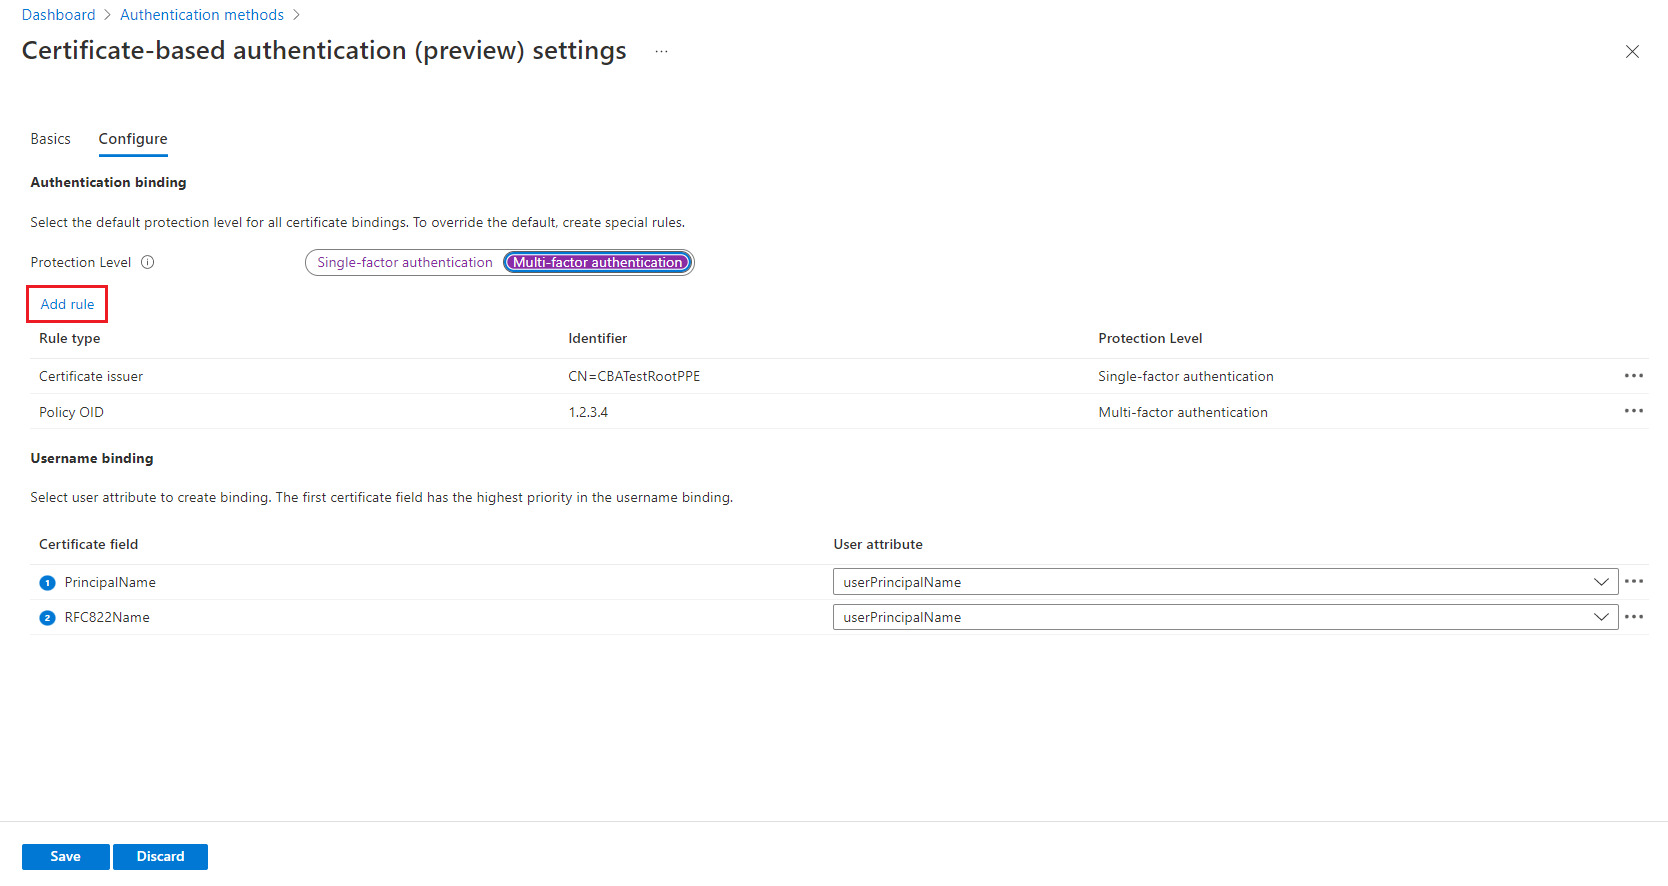 Dashboard > Authentication methods >
Certificate-based authentication (preview) settings ...
Basics Configure
Authentication binding
Select the default protection level for all certificate bindings. To override the default, create special rules.
Protection Level Single-factor authentication Multi-factor authentication
Add rule
Rule type Identifier Protection Level
Certificate issuer CN=CBATestRootPPE Single-factor authentication
Policy OID 1.2.3.4 Multi-factor authentication
Username binding
Select user attribute to create binding. The first certificate field has the highest priority in the username binding.
Certificate field User attribute
1 PrincipalName userPrincipalName
2 RFC822Name userPrincipalName
Save Discard